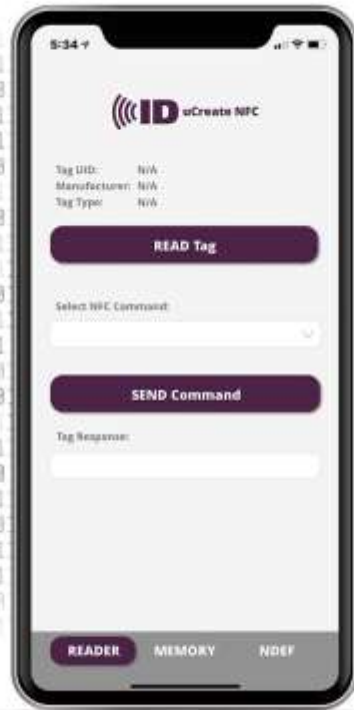 5:34
ID uCreate NFC
Tag UID: N/A
Manufacturer: N/A
Tag Type: N/A
READ Tag
Select NFC Command:
SEND Command
Tag Response:
READER MEMORY NDEF